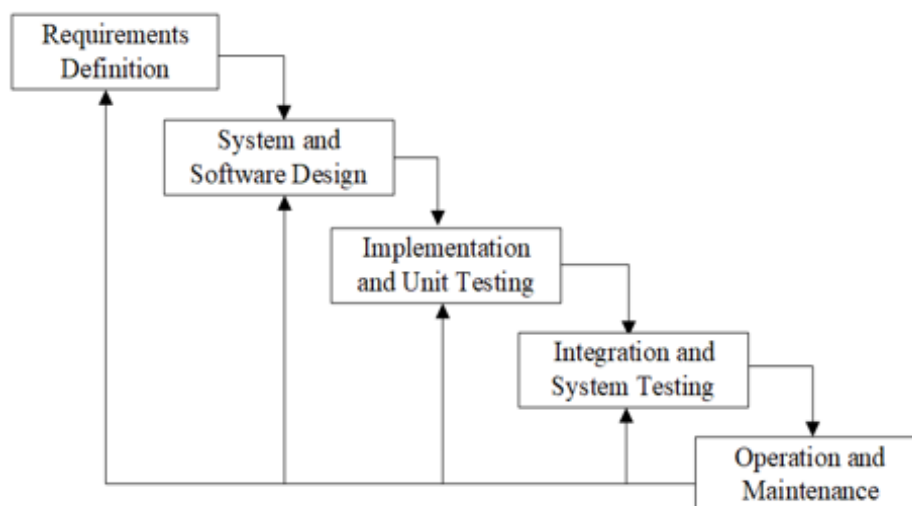 Requirements
Definition
System and
Software Design
Implementation
and Unit Testing
Integration and
System Testing
Operation and
Maintenance